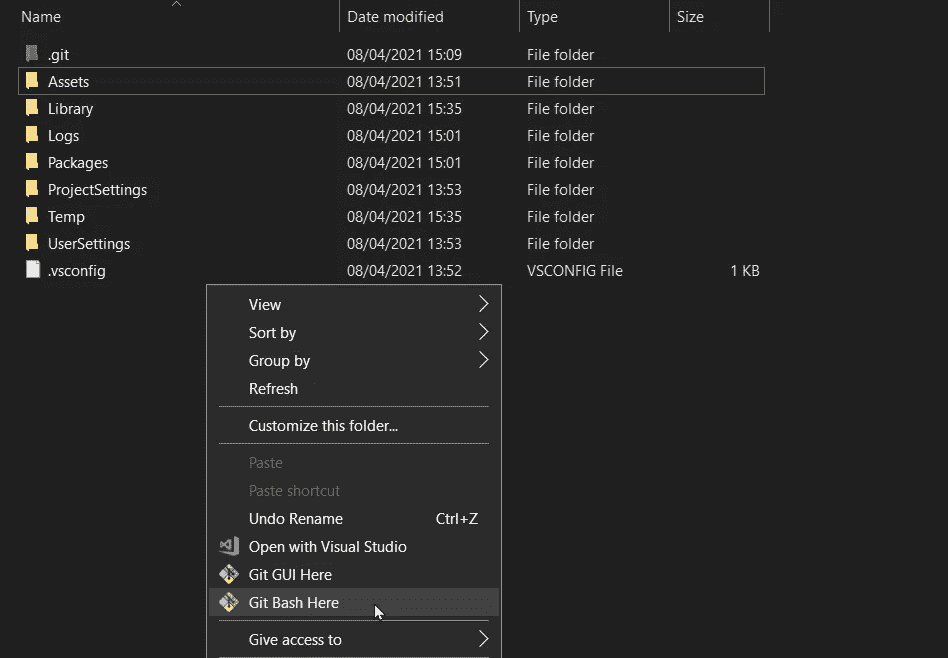 Name Date modified Type Size
.git 08/04/2021 15:09 File folder
Assets 08/04/2021 13:51 File folder
Library 08/04/2021 15:35 File folder
Logs 08/04/2021 15:01 File folder
Packages 08/04/2021 15:01 File folder
ProjectSettings 08/04/2021 13:53 File folder
Temp 08/04/2021 15:35 File folder
UserSettings 08/04/2021 13:53 File folder
.vsconfig 08/04/2021 13:52 VSCONFIG File 1 KB
View
Sort by
Group by
Refresh
Customize this folder...
Paste
Paste shortcut
Undo Rename Ctrl+Z
Open with Visual Studio
Git GUI Here
Git Bash Here
Give access to